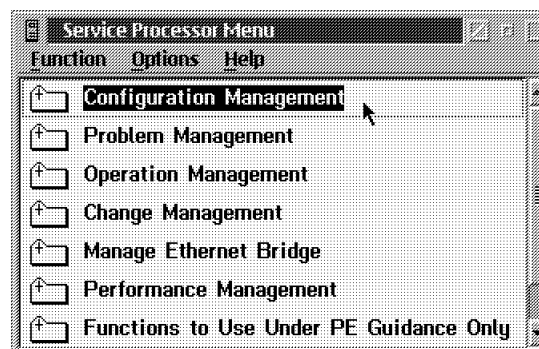 Service Processor Menu
Function Options Help
Configuration Management
Problem Management
Operation Management
Change Management
Manage Ethernet Bridge
Performance Management
Functions to Use Under PE Guidance Only